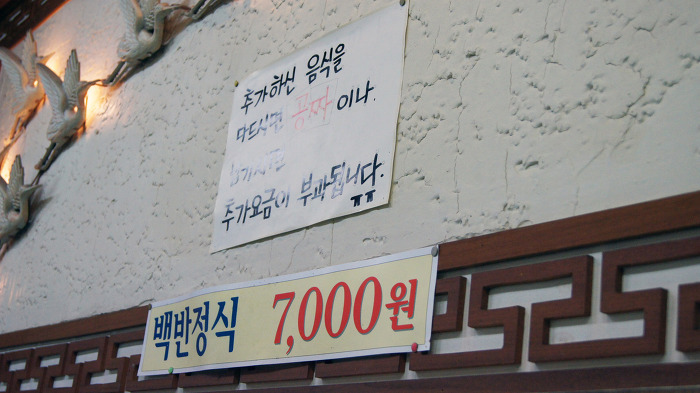 추가하신 음식을
다드시면 공짜 이나.
남기시면
추가요금이 부과됩니다.
ㅠㅠ
백반정식 7,000원